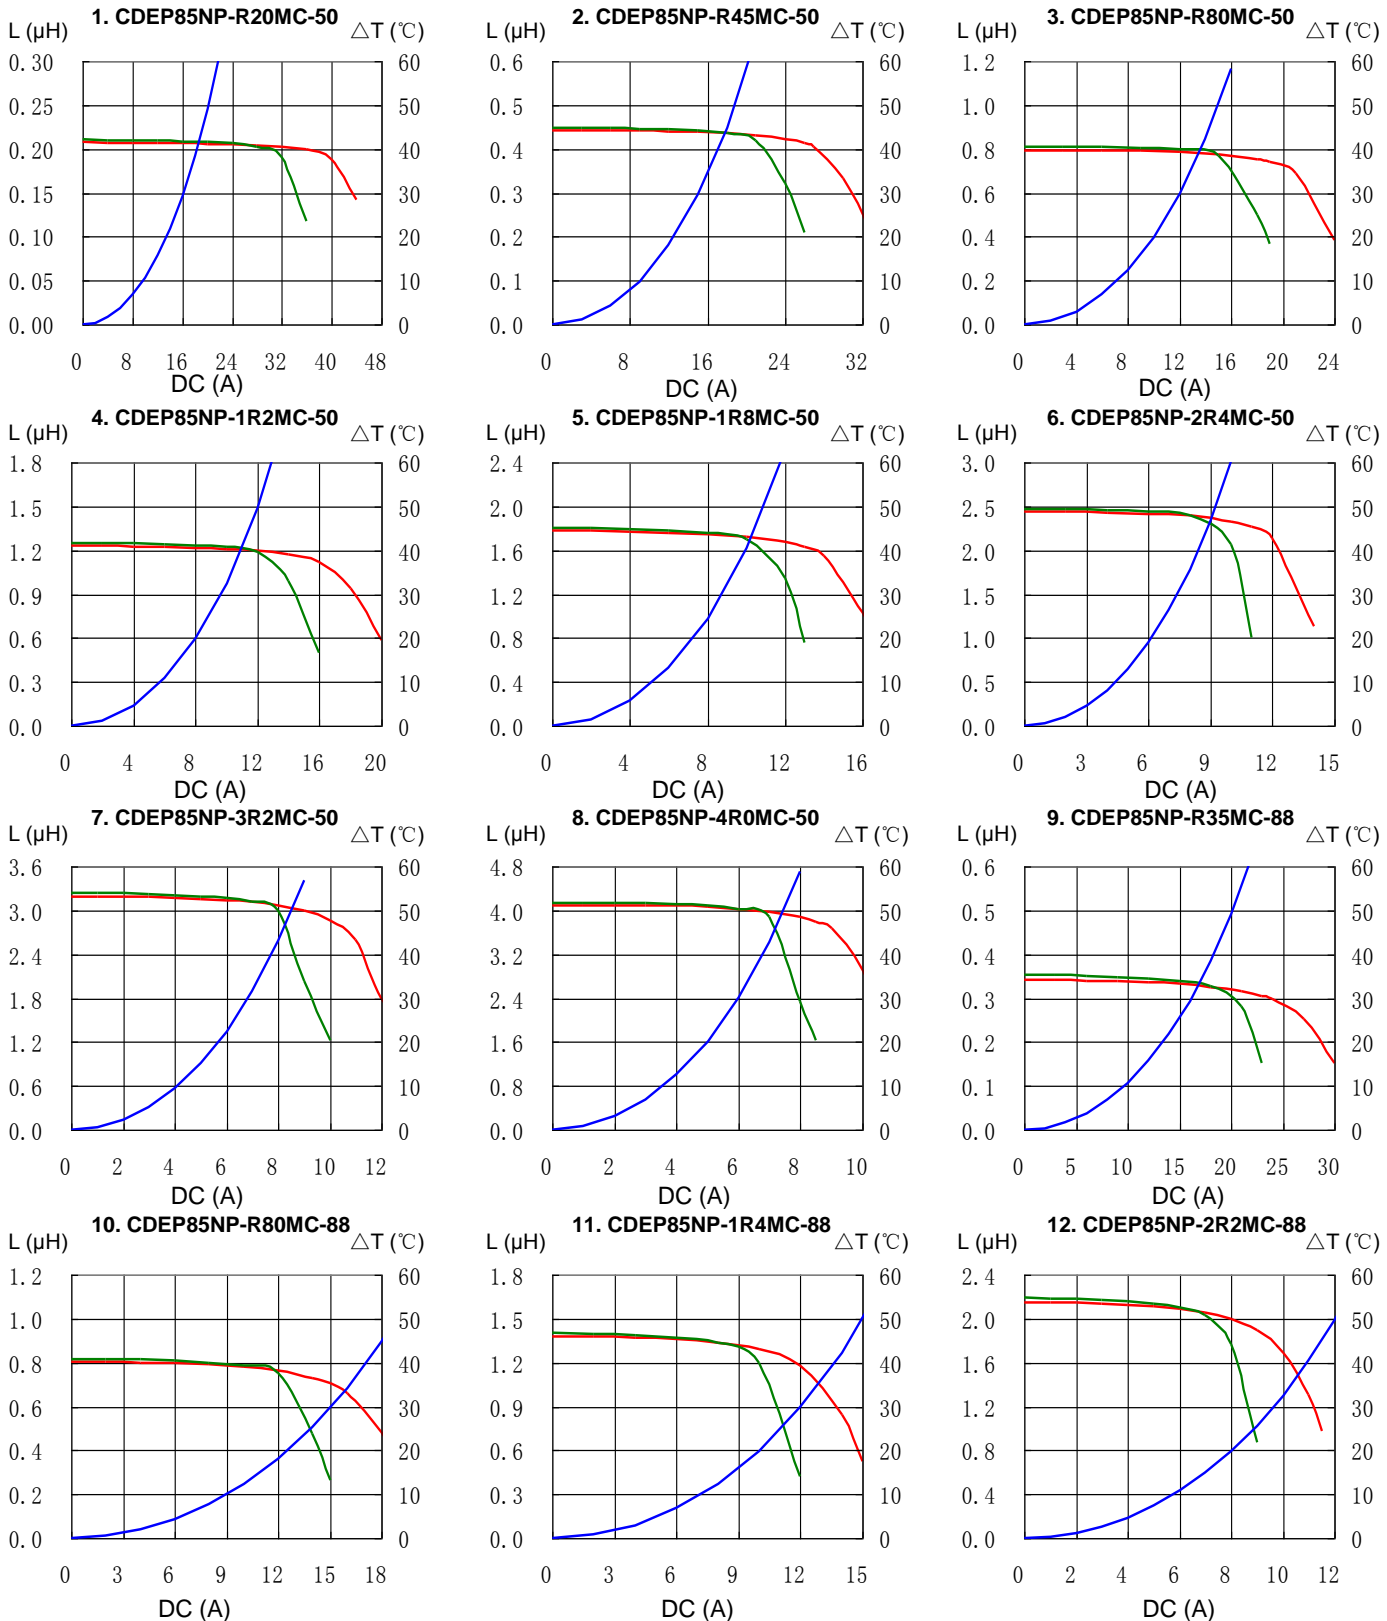 1. CDEP85NP-R20MC-50
L (μH) △T (℃)
0.30 60
0.25 50
0.20 40
0.15 30
0.10 20
0.05 10
0.00 0
0 8 16 24 32 40 48
DC (A)
2. CDEP85NP-R45MC-50
L (μH) △T (℃)
0.6 60
0.5 50
0.4 40
0.3 30
0.2 20
0.1 10
0.0 0
0 8 16 24 32
DC (A)
3. CDEP85NP-R80MC-50
L (μH) △T (℃)
1.2 60
1.0 50
0.8 40
0.6 30
0.4 20
0.2 10
0.0 0
0 4 8 12 16 20 24
DC (A)
4. CDEP85NP-1R2MC-50
L (μH) △T (℃)
1.8 60
1.5 50
1.2 40
0.9 30
0.6 20
0.3 10
0.0 0
0 4 8 12 16 20
DC (A)
5. CDEP85NP-1R8MC-50
L (μH) △T (℃)
2.4 60
2.0 50
1.6 40
1.2 30
0.8 20
0.4 10
0.0 0
0 4 8 12 16
DC (A)
6. CDEP85NP-2R4MC-50
L (μH) △T (℃)
3.0 60
2.5 50
2.0 40
1.5 30
1.0 20
0.5 10
0.0 0
0 3 6 9 12 15
DC (A)
7. CDEP85NP-3R2MC-50
L (μH) △T (℃)
3.6 60
3.0 50
2.4 40
1.8 30
1.2 20
0.6 10
0.0 0
0 2 4 6 8 10 12
DC (A)
8. CDEP85NP-4R0MC-50
L (μH) △T (℃)
4.8 60
4.0 50
3.2 40
2.4 30
1.6 20
0.8 10
0.0 0
0 2 4 6 8 10
DC (A)
9. CDEP85NP-R35MC-88
L (μH) △T (℃)
0.6 60
0.5 50
0.4 40
0.3 30
0.2 20
0.1 10
0.0 0
0 5 10 15 20 25 30
DC (A)
10. CDEP85NP-R80MC-88
L (μH) △T (℃)
1.2 60
1.0 50
0.8 40
0.6 30
0.4 20
0.2 10
0.0 0
0 3 6 9 12 15 18
DC (A)
11. CDEP85NP-1R4MC-88
L (μH) △T (℃)
1.8 60
1.5 50
1.2 40
0.9 30
0.6 20
0.3 10
0.0 0
0 3 6 9 12 15
DC (A)
12. CDEP85NP-2R2MC-88
L (μH) △T (℃)
2.4 60
2.0 50
1.6 40
1.2 30
0.8 20
0.4 10
0.0 0
0 2 4 6 8 10 12
DC (A)